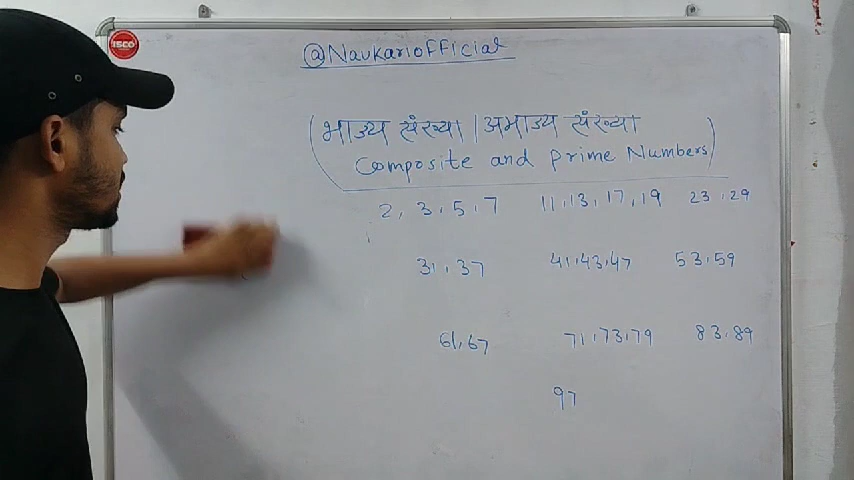 ISCO
@Naukariofficial
(भाज्य संख्या | अभाज्य संख्या
Composite and Prime Numbers)
2, 3, 5, 7 11, 13, 17, 19 23, 29
31, 37 41, 43, 47 53, 59
61, 67 71, 73, 79 83, 89
97